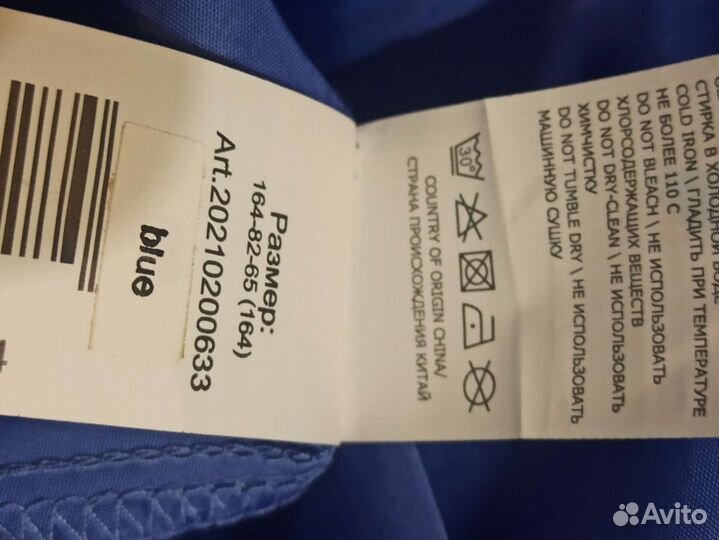 Размер:
164-82-65 (164)
Art.20210200633
blue
СТИРКА В ХОЛОДНОЙ ВОДЕ
COLD IRON \ ГЛАДИТЬ ПРИ ТЕМПЕРАТУРЕ
НЕ БОЛЕЕ 110 С
DO NOT BLEACH \ НЕ ИСПОЛЬЗОВАТЬ
ХЛОРСОДЕРЖАЩИХ ВЕЩЕСТВ
DO NOT DRY-CLEAN \ НЕ ИСПОЛЬЗОВАТЬ
ХИМЧИСТКУ
DO NOT TUMBLE DRY \ НЕ ИСПОЛЬЗОВАТЬ
МАШИННУЮ СУШКУ
30°
COUNTRY OF ORIGIN CHINA/
СТРАНА ПРОИСХОЖДЕНИЯ КИТАЙ
Avito